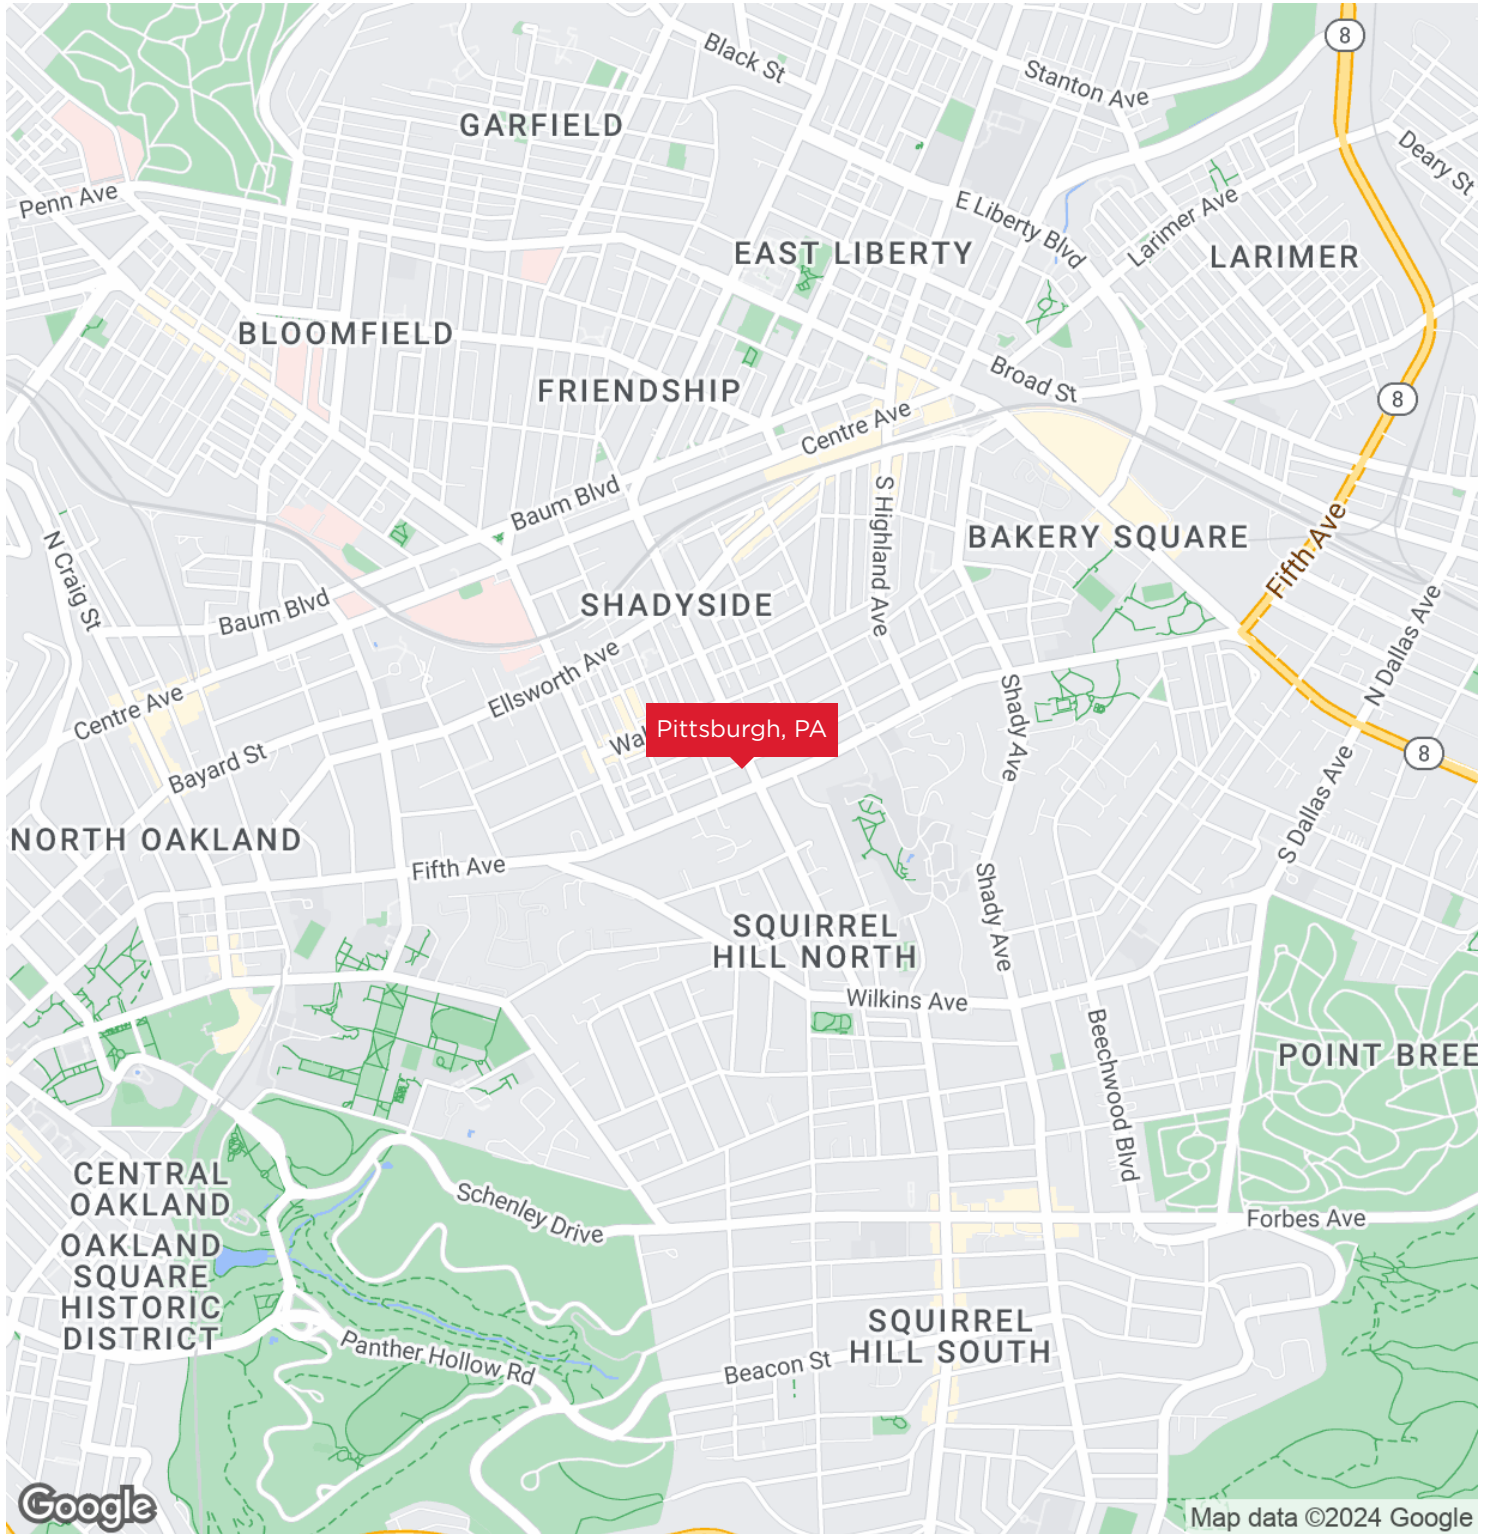 8
Black St
Stanton Ave
GARFIELD
Deary St
Penn Ave
E Liberty Blvd
Larimer Ave
EAST LIBERTY
LARIMER
BLOOMFIELD
FRIENDSHIP
Broad St
8
Centre Ave
Baum Blvd
S Highland Ave
BAKERY SQUARE
Fifth Ave
N Craig St
Baum Blvd
SHADYSIDE
N Dallas Ave
Ellsworth Ave
Centre Ave
Shady Ave
Pittsburgh, PA
Bayard St
8
S Dallas Ave
NORTH OAKLAND
Fifth Ave
Shady Ave
SQUIRREL
HILL NORTH
Wilkins Ave
Beechwood Blvd
POINT BREE
CENTRAL
OAKLAND
Schenley Drive
Forbes Ave
OAKLAND
SQUARE
HISTORIC
DISTRICT
SQUIRREL
HILL SOUTH
Panther Hollow Rd
Beacon St
Google
Map data ©2024 Google